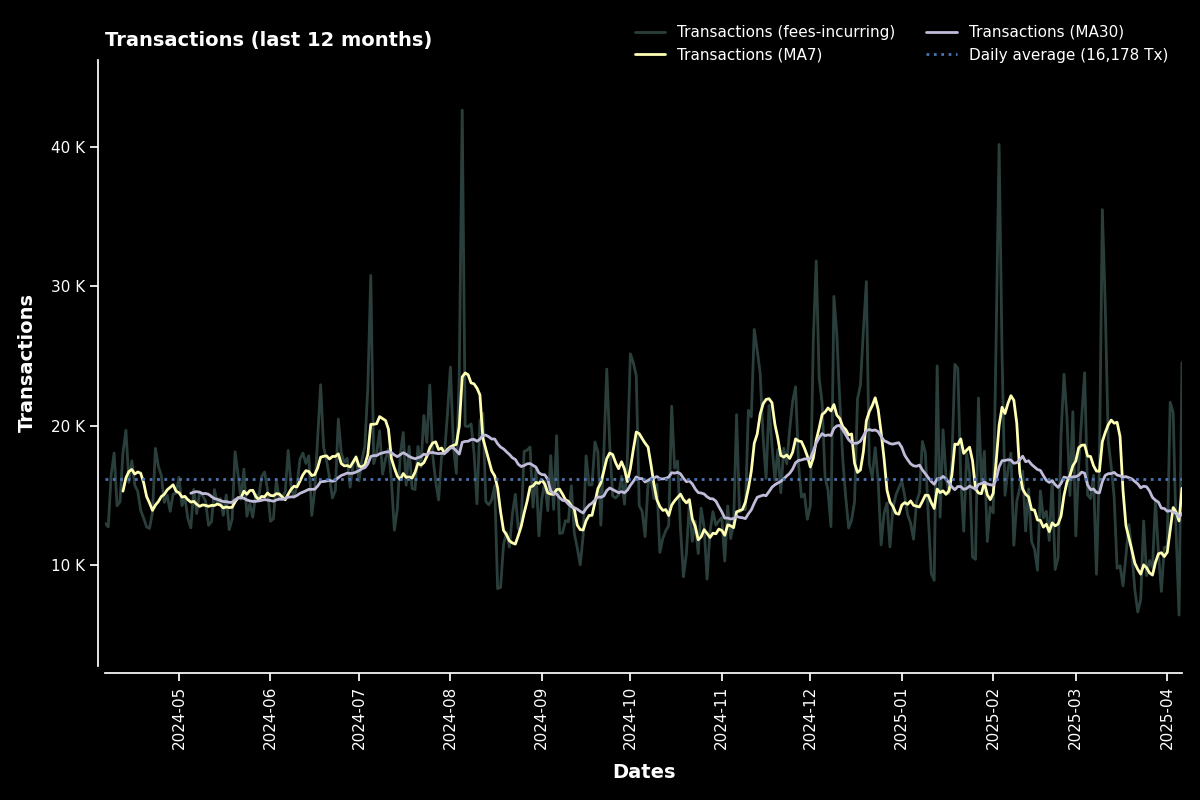 Transactions (last 12 months)
Transactions (fees-incurring)
Transactions (MA7)
Transactions (MA30)
Daily average (16,178 Tx)
Transactions
40 K
30 K
20 K
10 K
2024-05
2024-06
2024-07
2024-08
2024-09
2024-10
2024-11
2024-12
2025-01
2025-02
2025-03
2025-04
Dates